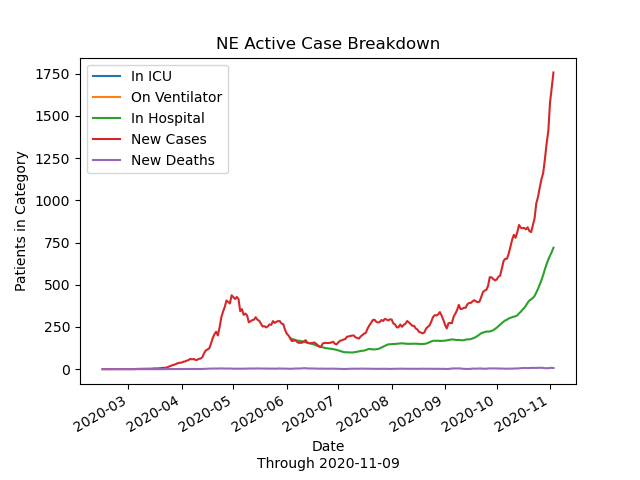 NE Active Case Breakdown
In ICU
On Ventilator
In Hospital
New Cases
New Deaths
Patients in Category
1750
1500
1250
1000
750
500
250
0
2020-03
2020-04
2020-05
2020-06
2020-07
2020-08
2020-09
2020-10
2020-11
Date
Through 2020-11-09